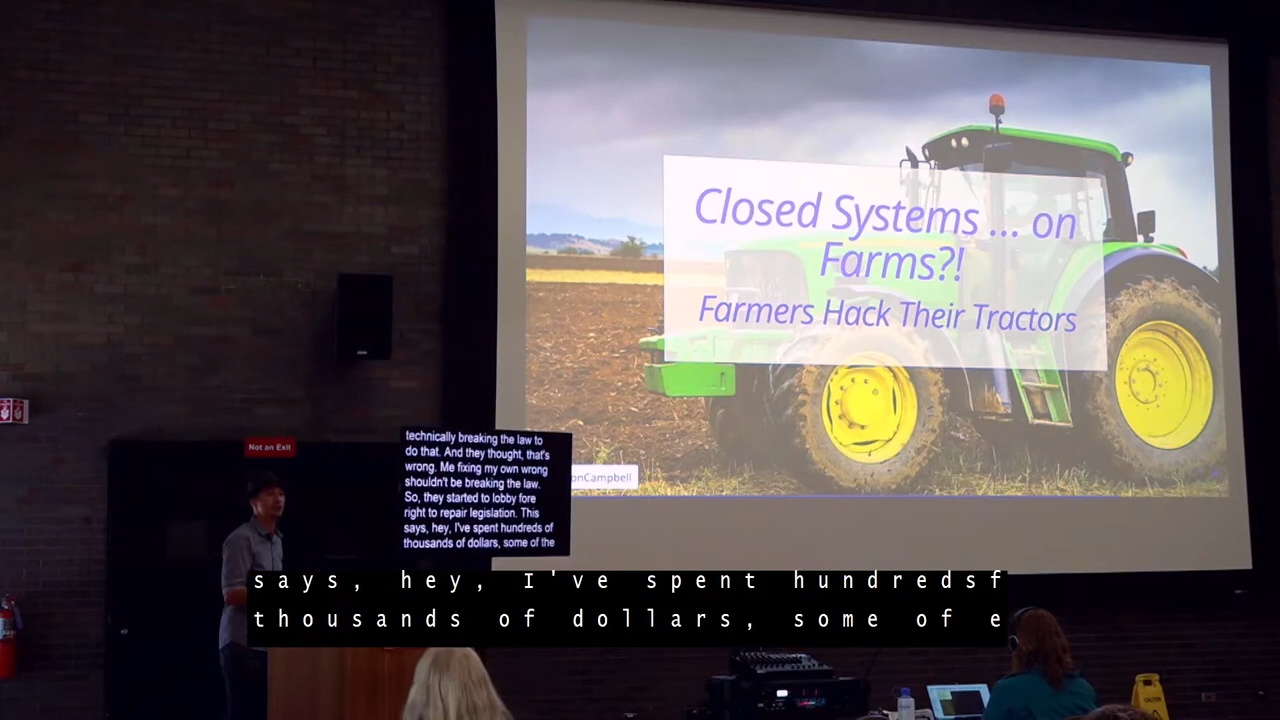 Closed Systems ... on
Farms?!
Farmers Hack Their Tractors
onCampbell
Not an Exit
technically breaking the law to
do that. And they thought, that's
wrong. Me fixing my own wrong
shouldn't be breaking the law.
So, they started to lobby fore
right to repair legislation. This
says, hey, I've spent hundreds of
thousands of dollars, some of the
says, hey, I've spent hundredsf
thousands of dollars, some of e
CAUTION